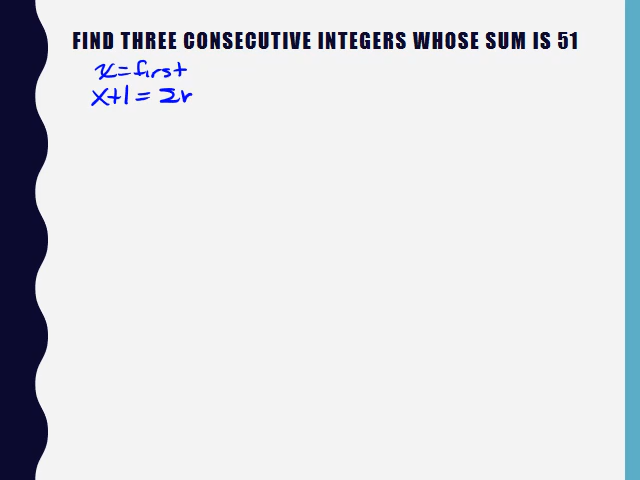 FIND THREE CONSECUTIVE INTEGERS WHOSE SUM IS 51
x=first
x+1 = 2r